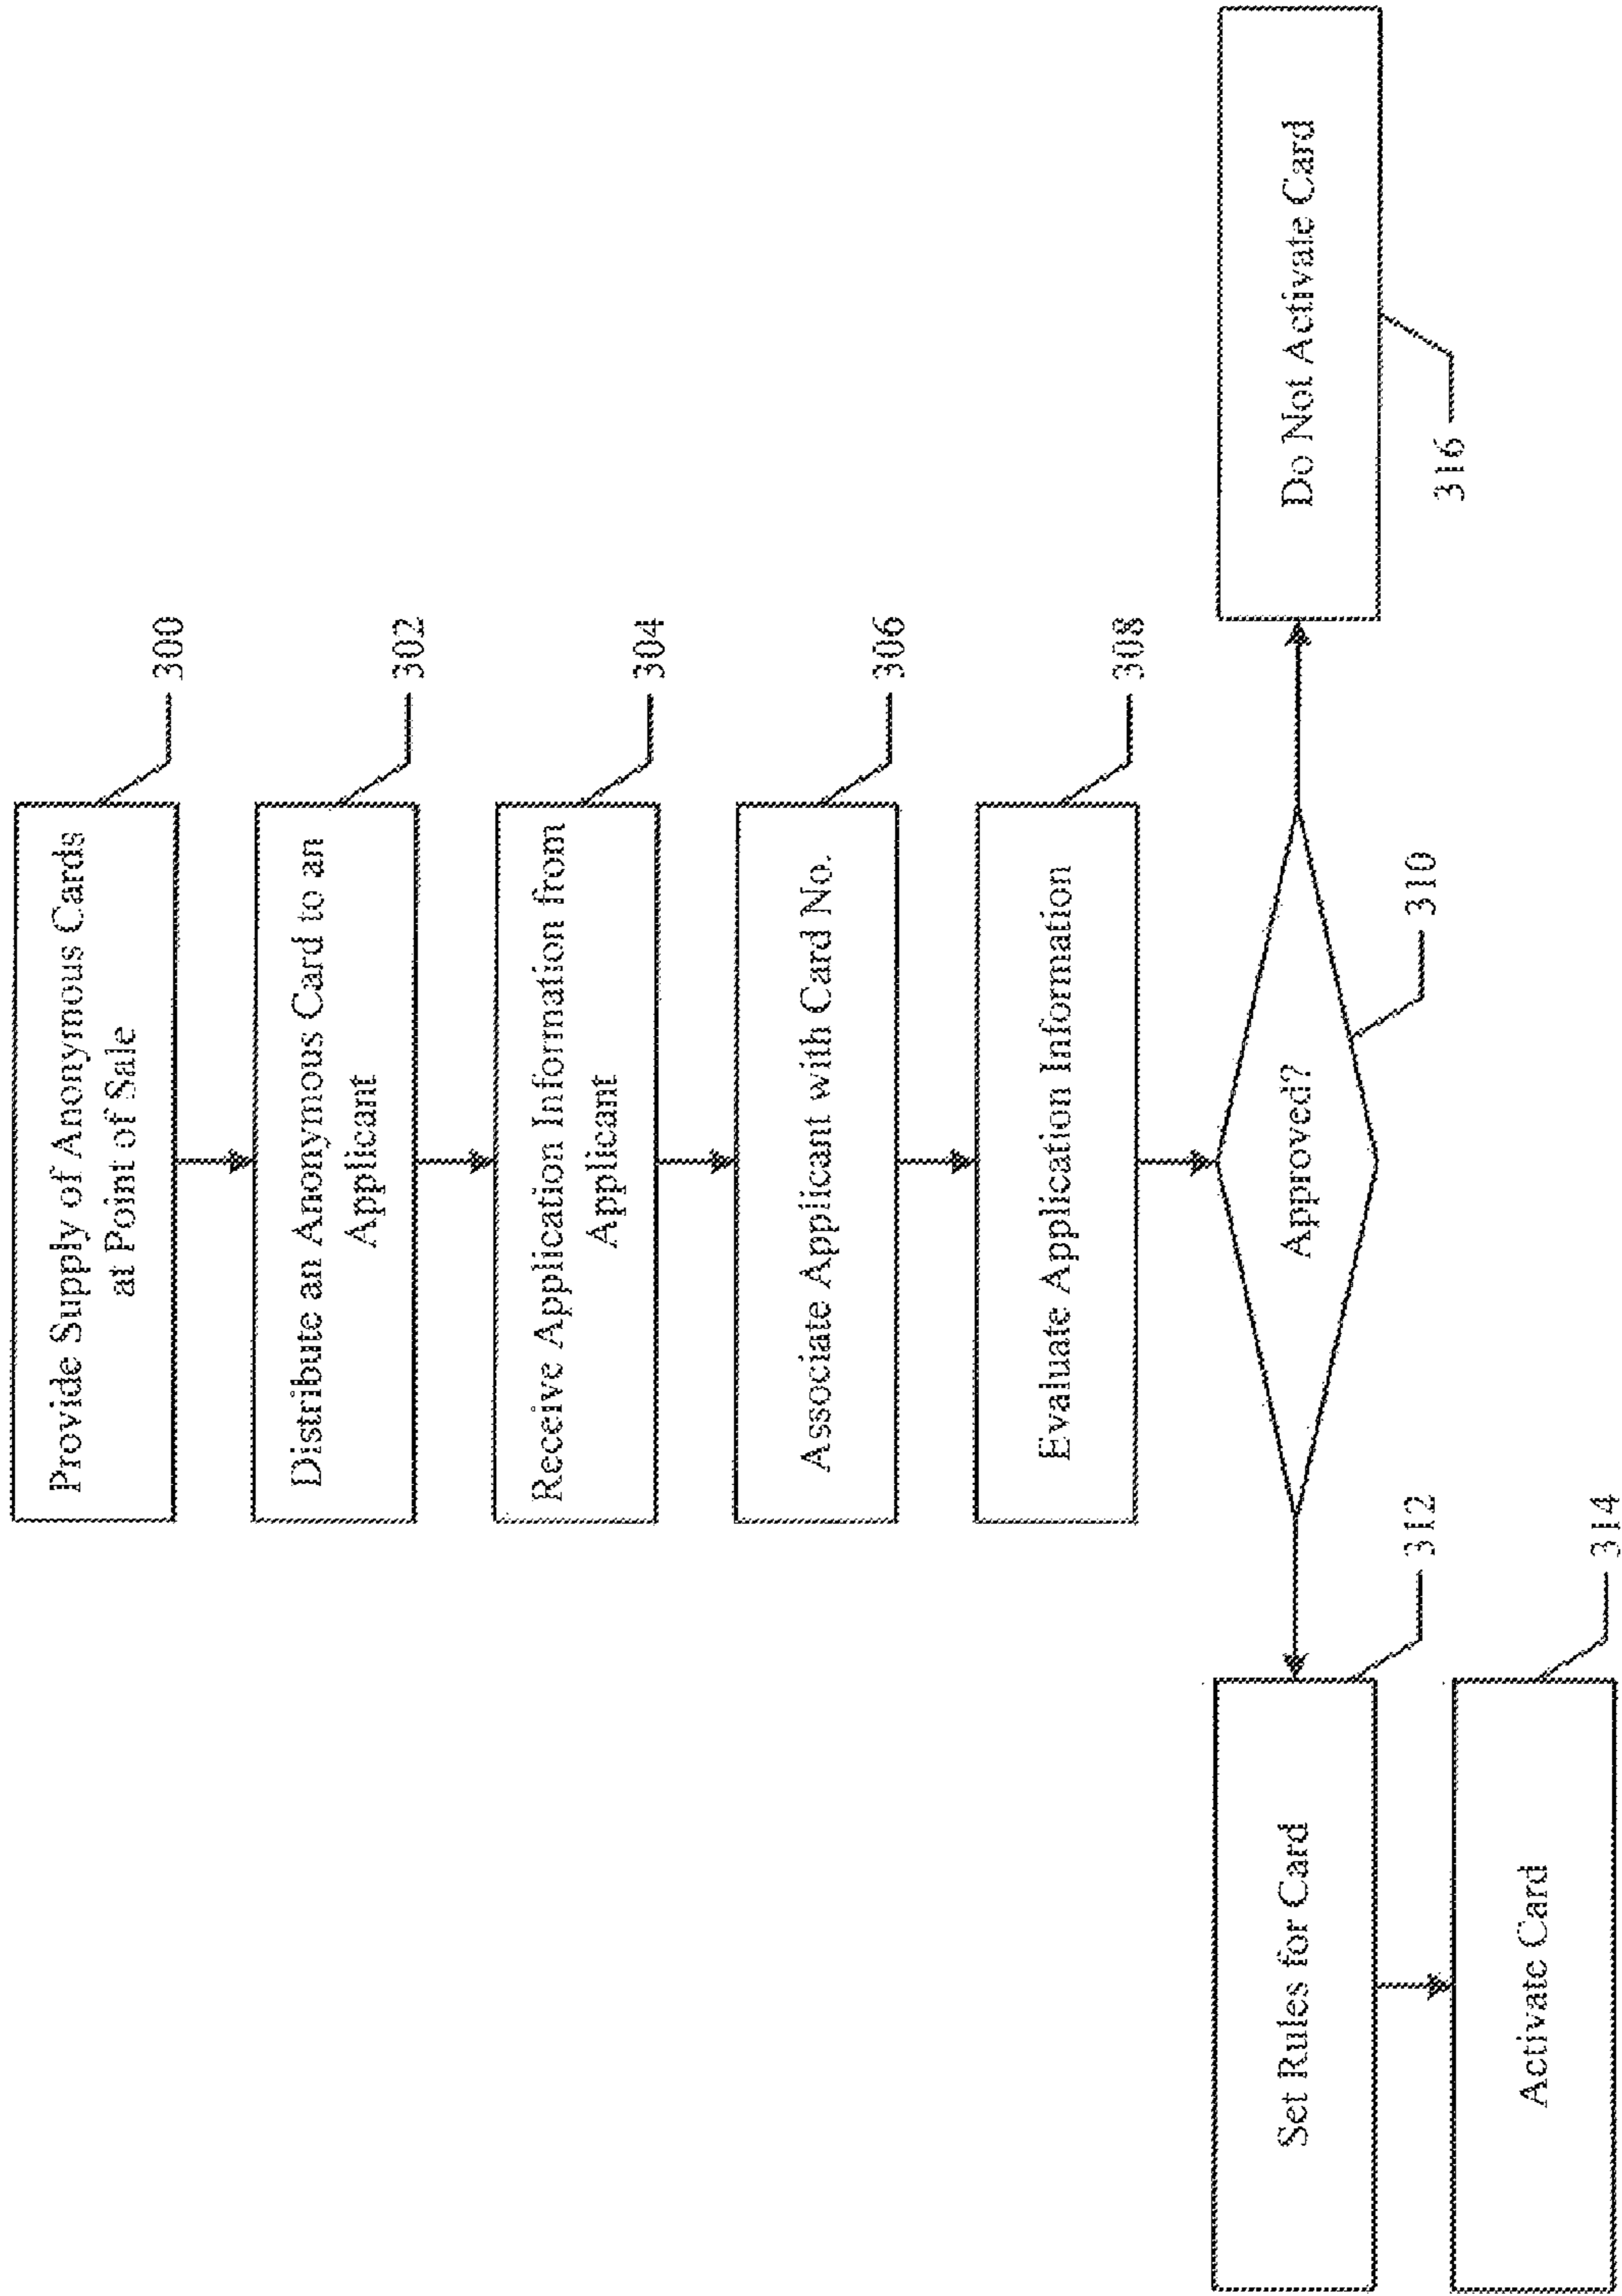 Provide Supply of Anonymous Cards
at Point of Sale
300
Distribute an Anonymous Card to an
Applicant
302
Receive Application Information from
Applicant
304
Associate Applicant with Card No.
306
Evaluate Application Information
308
Approved?
310
Set Rules for Card
312
Activate Card
314
Do Not Activate Card
316